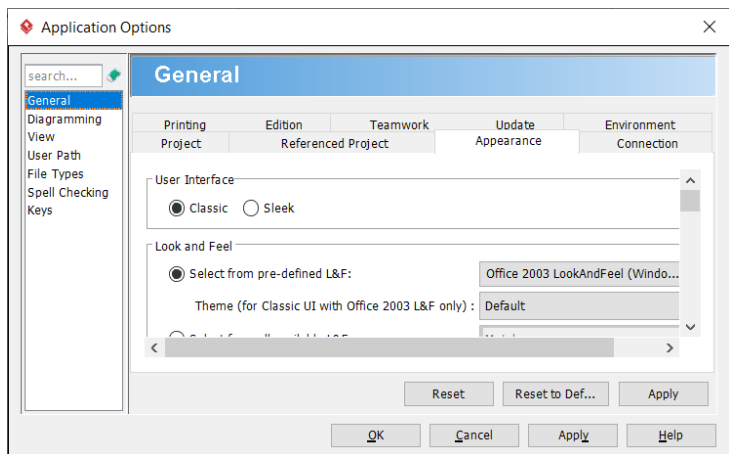 Application Options
search...
General
Diagramming
View
User Path
File Types
Spell Checking
Keys
General
Printing Edition Teamwork Update Environment
Project Referenced Project Appearance Connection
User Interface
Classic Sleek
Look and Feel
Select from pre-defined L&F: Office 2003 LookAndFeel (Windo...
Theme (for Classic UI with Office 2003 L&F only) : Default
Reset Reset to Def... Apply
OK Cancel Apply Help